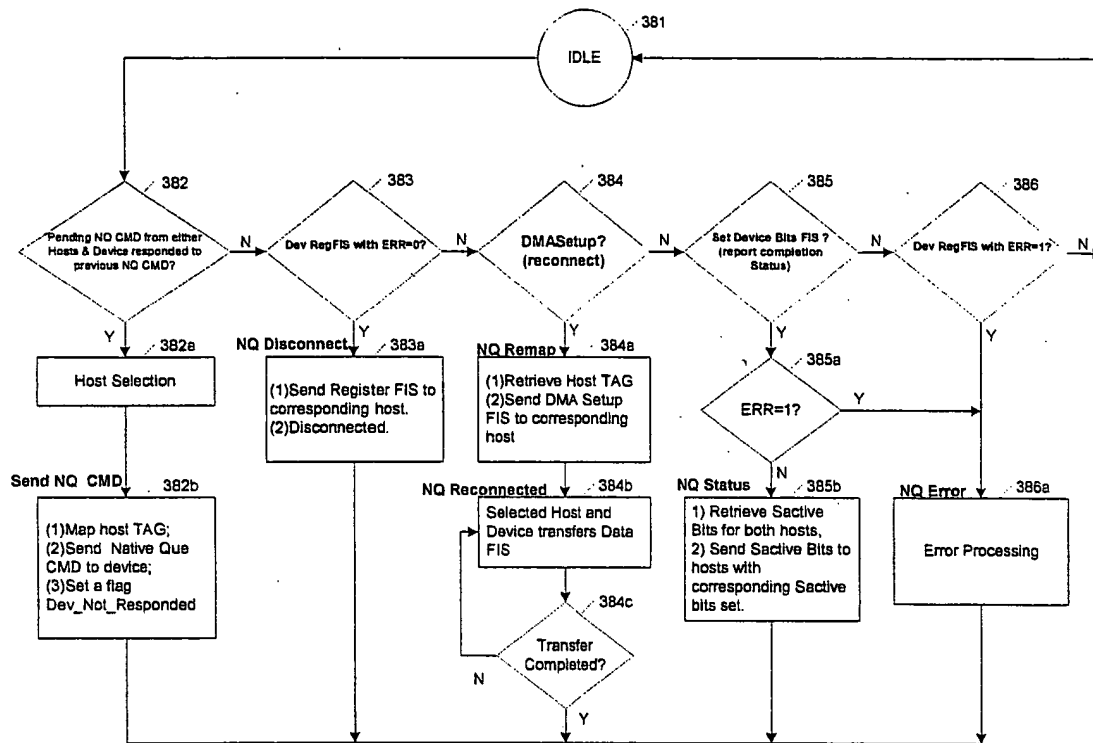 381
IDLE
382
Pending NQ CMD from either
Hosts & Device responded to
previous NQ CMD?
N
Y
383
Dev RegFIS with ERR=0?
N
Y
384
DMASetup?
(reconnect)
N
Y
385
Set Device Bits FIS ?
(report completion
Status)
N
Y
386
Dev RegFIS with ERR=1?
N
Y
382a
Host Selection
Send NQ CMD
382b
(1)Map host TAG;
(2)Send Native Que
CMD to device;
(3)Set a flag
Dev_Not_Responded
NQ Disconnect
383a
(1)Send Register FIS to
corresponding host.
(2)Disconnected.
NQ Remap
384a
(1)Retrieve Host TAG
(2)Send DMA Setup
FIS to corresponding
host
NQ Reconnected
384b
Selected Host and
Device transfers Data
FIS
384c
Transfer
Completed?
N
Y
385a
ERR=1?
Y
N
NQ Status
385b
1) Retrieve Sactive
Bits for both hosts,
2) Send Sactive Bits to
hosts with
corresponding Sactive
bits set.
NQ Error
386a
Error Processing